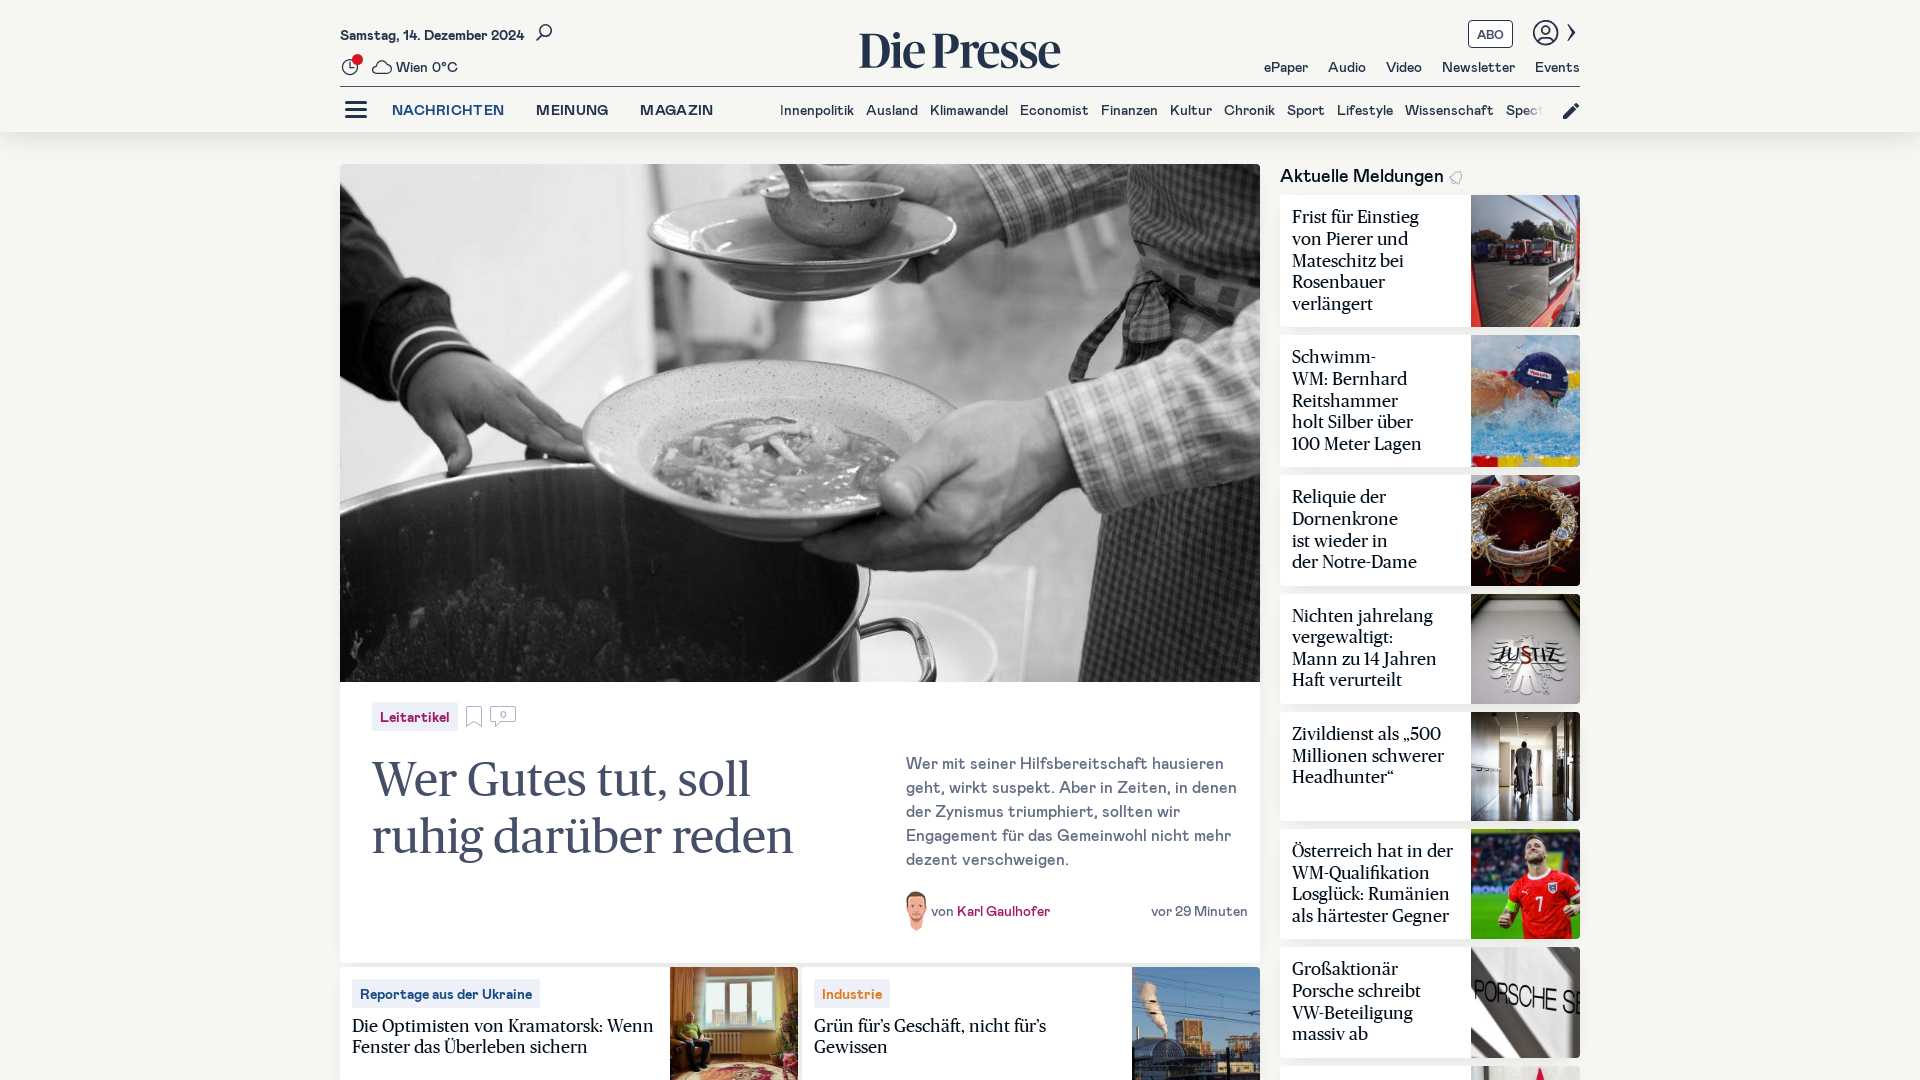 Samstag, 14. Dezember 2024
Die Presse
ABO
Wien 0°C
ePaper Audio Video Newsletter Events
NACHRICHTEN MEINUNG MAGAZIN
Innenpolitik Ausland Klimawandel Economist Finanzen Kultur Chronik Sport Lifestyle Wissenschaft Spect
Leitartikel
0
Wer Gutes tut, soll
ruhig darüber reden
Wer mit seiner Hilfsbereitschaft hausieren
geht, wirkt suspekt. Aber in Zeiten, in denen
der Zynismus triumphiert, sollten wir
Engagement für das Gemeinwohl nicht mehr
dezent verschweigen.
von Karl Gaulhofer
vor 29 Minuten
Reportage aus der Ukraine
Die Optimisten von Kramatorsk: Wenn
Fenster das Überleben sichern
Industrie
Grün für’s Geschäft, nicht für’s
Gewissen
Aktuelle Meldungen
Frist für Einstieg
von Pierer und
Mateschitz bei
Rosenbauer
verlängert
Schwimm-
WM: Bernhard
Reitshammer
holt Silber über
100 Meter Lagen
Reliquie der
Dornenkrone
ist wieder in
der Notre-Dame
Nichten jahrelang
vergewaltigt:
Mann zu 14 Jahren
Haft verurteilt
JUSTIZ
Zivildienst als „500
Millionen schwerer
Headhunter“
Österreich hat in der
WM-Qualifikation
Losglück: Rumänien
als härtester Gegner
7
Großaktionär
Porsche schreibt
VW-Beteiligung
massiv ab
PORSCHE SE